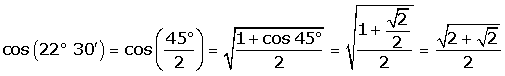 cos (22° 30′) = cos(45°/2) = √((1 + cos 45°)/2) = √((1 + √2/2)/2) = √(2 + √2)/2